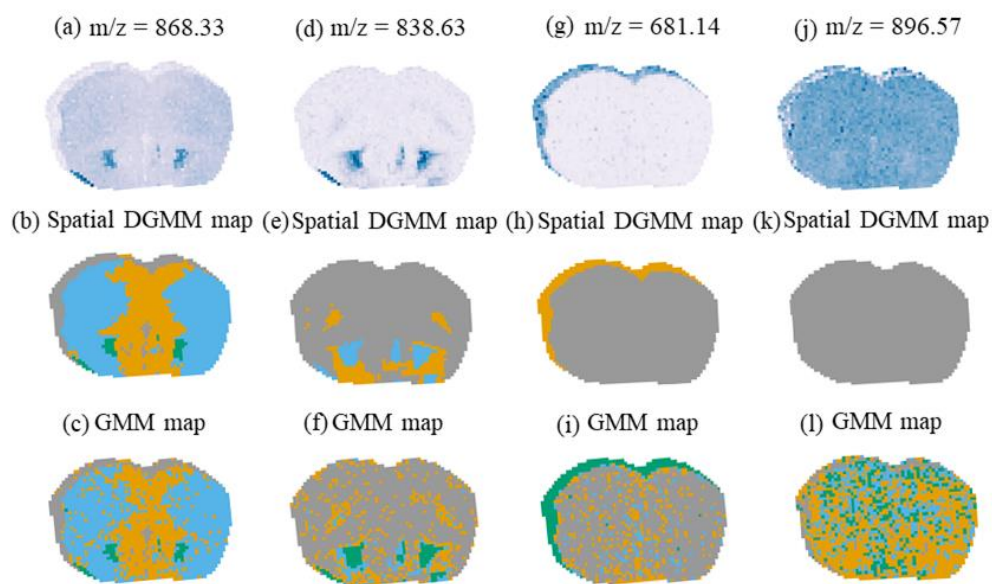 (a) m/z = 868.33 (d) m/z = 838.63 (g) m/z = 681.14 (j) m/z = 896.57
(b) Spatial DGMM map (e) Spatial DGMM map (h) Spatial DGMM map (k) Spatial DGMM map
(c) GMM map (f) GMM map (i) GMM map (l) GMM map